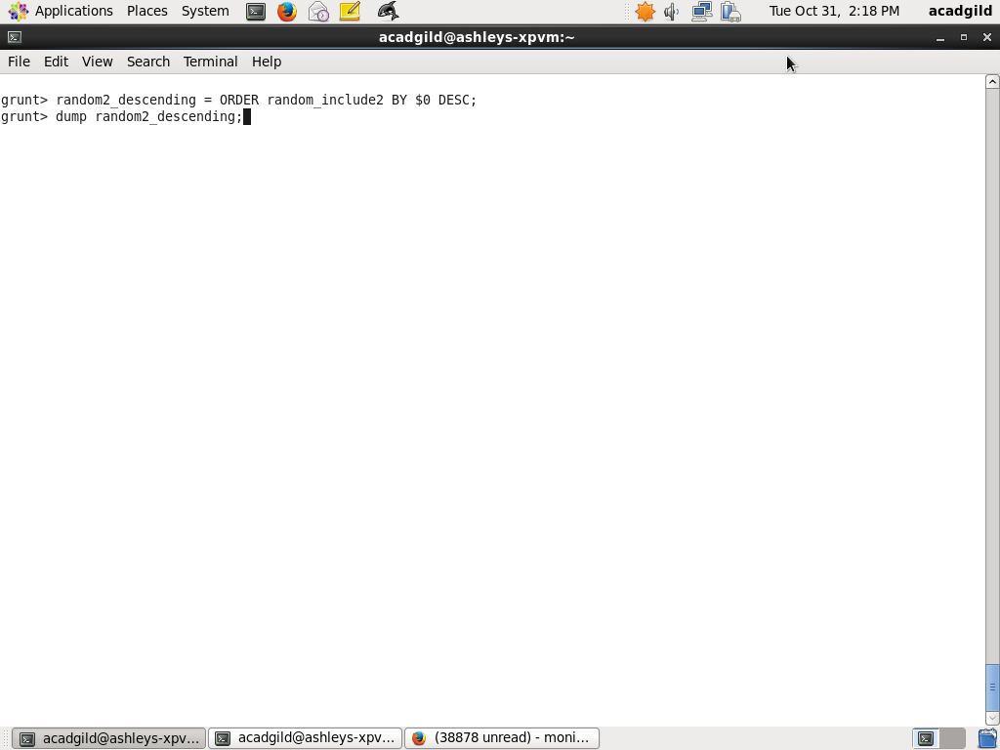 Applications Places System Tue Oct 31, 2:18 PM acadgild
acadgild@ashleys-xpvm:~
File Edit View Search Terminal Help
grunt> random2_descending = ORDER random_include2 BY $0 DESC;
grunt> dump random2_descending;
acadgild@ashleys-xpv... acadgild@ashleys-xpv... (38878 unread) - moni...